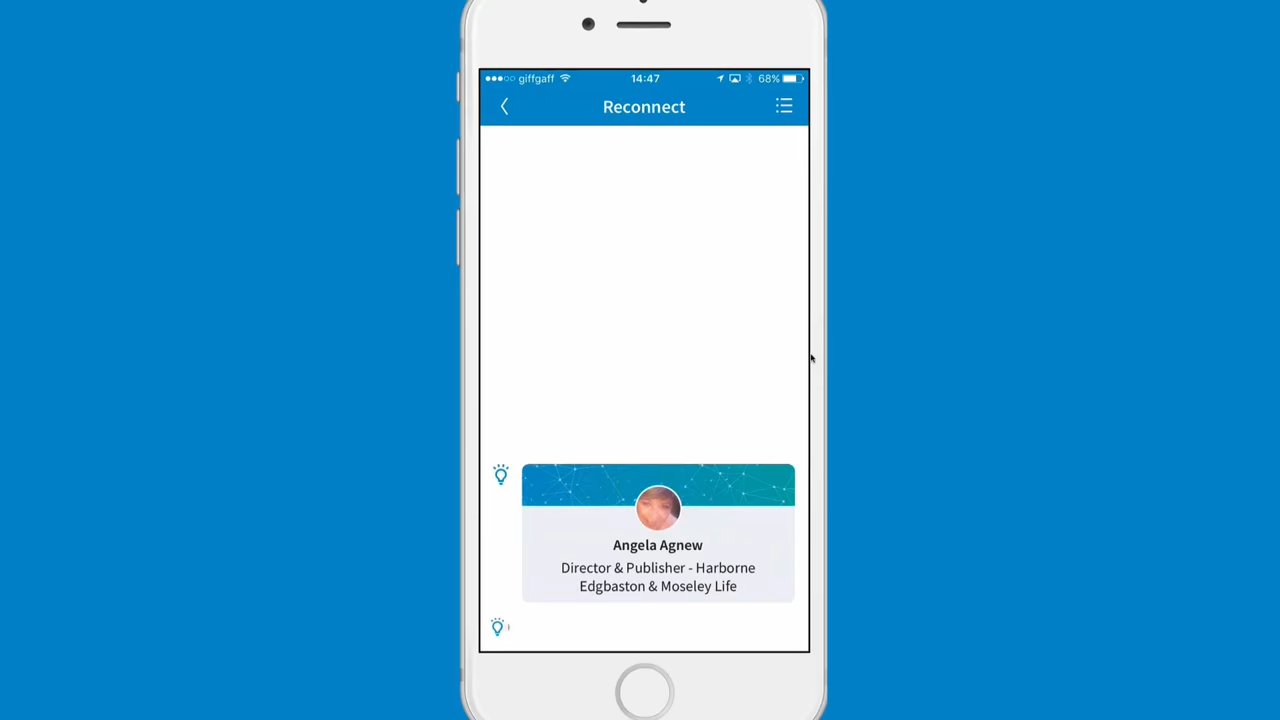 giffgaff
14:47
68%
Reconnect
Angela Agnew
Director & Publisher - Harborne
Edgbaston & Moseley Life